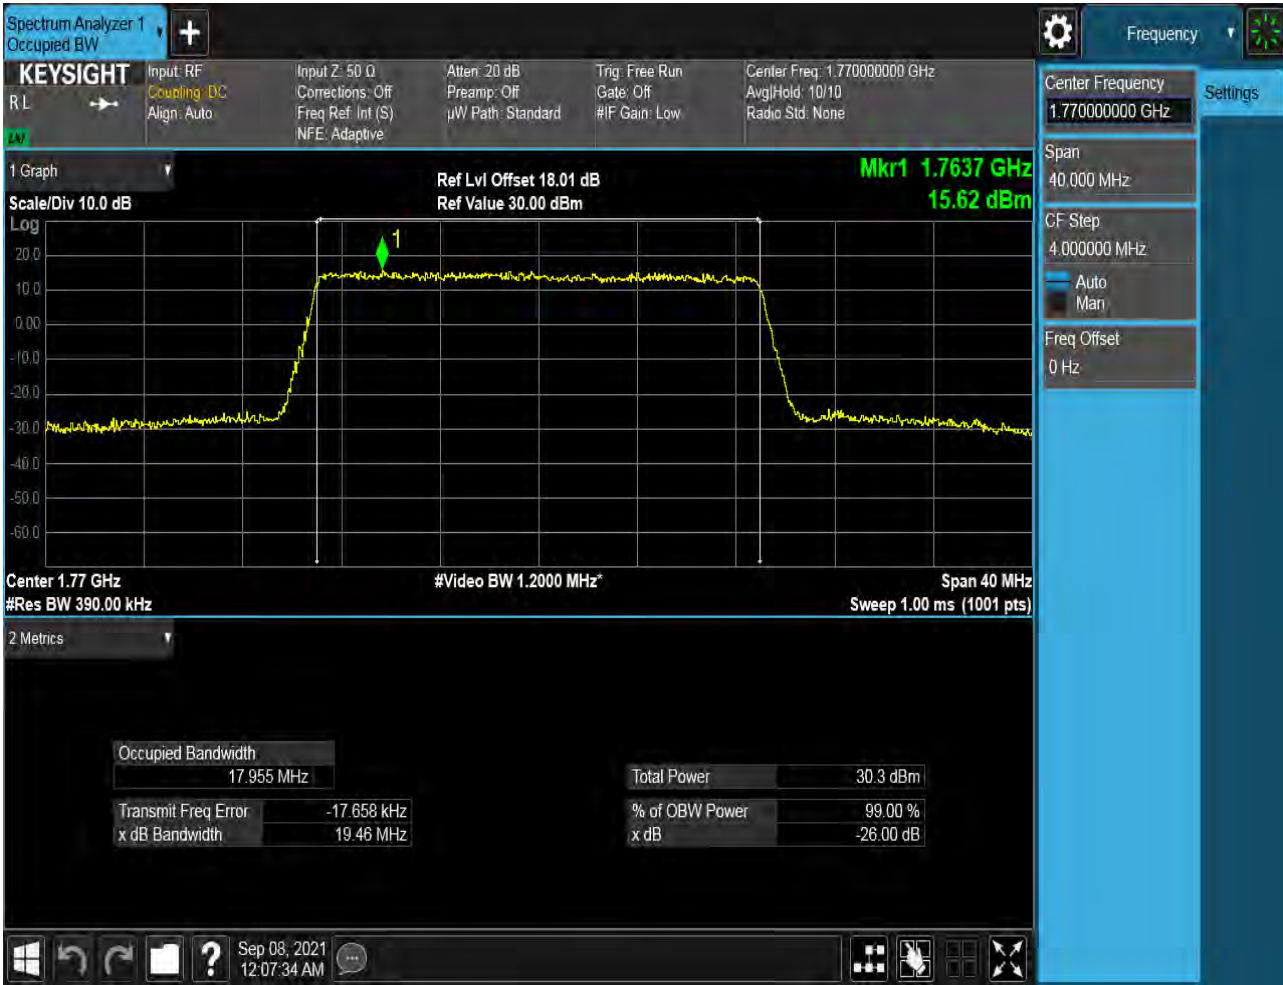 Spectrum Analyzer 1
Occupied BW
+
Frequency
KEYSIGHT
R L
Input: RF
Coupling: DC
Align: Auto
Input Z: 50 Ω
Corrections: Off
Freq Ref: Int (S)
NFE: Adaptive
Atten: 20 dB
Preamp: Off
µW Path: Standard
Trig: Free Run
Gate: Off
#IF Gain: Low
Center Freq: 1.770000000 GHz
Avg|Hold: 10/10
Radio Std: None
Center Frequency
1.770000000 GHz
Settings
Span
40.000 MHz
CF Step
4.000000 MHz
Auto
Man
Freq Offset
0 Hz
1 Graph
Scale/Div 10.0 dB
Log
Ref Lvl Offset 18.01 dB
Ref Value 30.00 dBm
Mkr1 1.7637 GHz
15.62 dBm
1
20.0
10.0
0.00
-10.0
-20.0
-30.0
-40.0
-50.0
-60.0
Center 1.77 GHz
#Res BW 390.00 kHz
#Video BW 1.2000 MHz*
Span 40 MHz
Sweep 1.00 ms (1001 pts)
2 Metrics
Occupied Bandwidth
17.955 MHz
Transmit Freq Error -17.658 kHz
x dB Bandwidth 19.46 MHz
Total Power 30.3 dBm
% of OBW Power 99.00 %
x dB -26.00 dB
?
Sep 08, 2021
12:07:34 AM